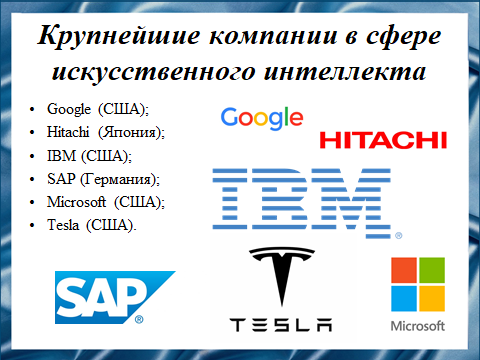 Крупнейшие компании в сфере
искусственного интеллекта
• Google (США);
• Hitachi (Япония);
• IBM (США);
• SAP (Германия);
• Microsoft (США);
• Tesla (США).
Google
HITACHI
IBM®
SAP®
TESLA
Microsoft